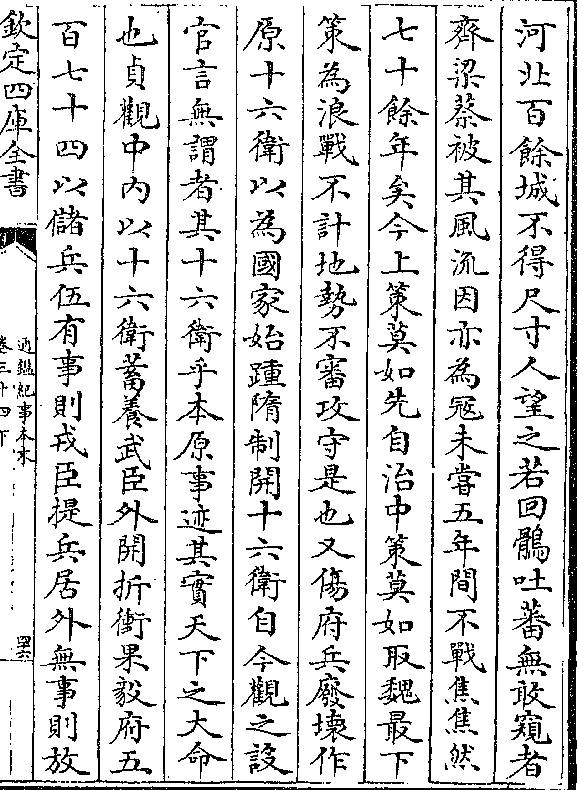 河北百餘城不得尺寸人望之若回鶻吐蕃無敢窺者
齊梁蔡被其風流因亦為寇未嘗五年間不戰焦焦然
七十餘年矣今上策莫如先自治中策莫如取魏最下
策為浪戰不計地勢不審攻守是也又傷府兵廢壊作
原十六衛以為國家始踵隋制開十六衛自今觀之設
官言無謂者其十六衛乎本原事迹其實天下之大命
也貞觀中内以十六衛蓄養武臣外開折衝果毅府五
百七十四以儲兵伍有事則戎臣提兵居外無事則放
欽定四庫全書
通鑑紀事本末
卷三十四下